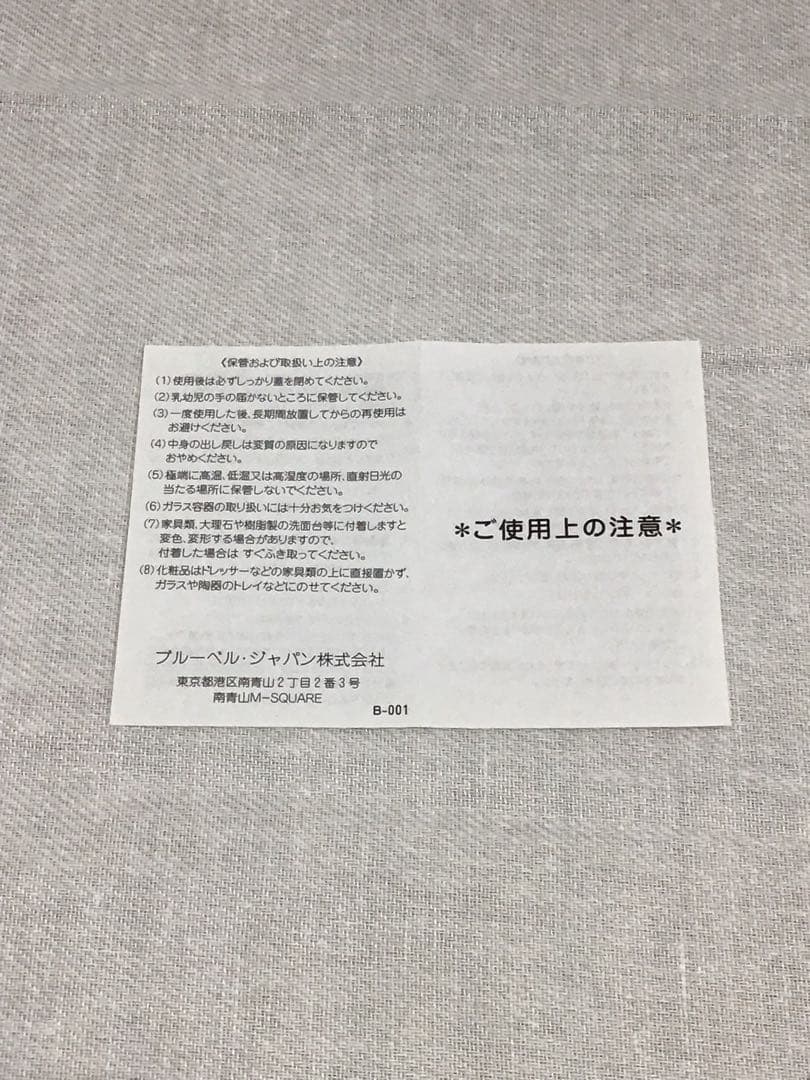 〈保管および取扱い上の注意〉
(1)使用後は必ずしっかり蓋を閉めてください。
(2)乳幼児の手の届かないところに保管してください。
(3)一度使用した後、長期間放置してからの再使用は
お避けください。
(4)中身の出し戻しは変質の原因になりますので
おやめください。
(5)極端に高温、低温又は高湿度の場所、直射日光の
当たる場所に保管しないでください。
(6)ガラス容器の取り扱いには十分お気をつけください。
(7)家具類、大理石や樹脂製の洗面台等に付着しますと
変色、変形する場合がありますので、
付着した場合は すぐふき取ってください。
(8)化粧品はドレッサーなどの家具類の上に直接置かず、
ガラスや陶器のトレイなどにのせてください。
ブルーベル・ジャパン株式会社
東京都港区南青山2丁目2番3号
南青山M-SQUARE
B-001
*ご使用上の注意*